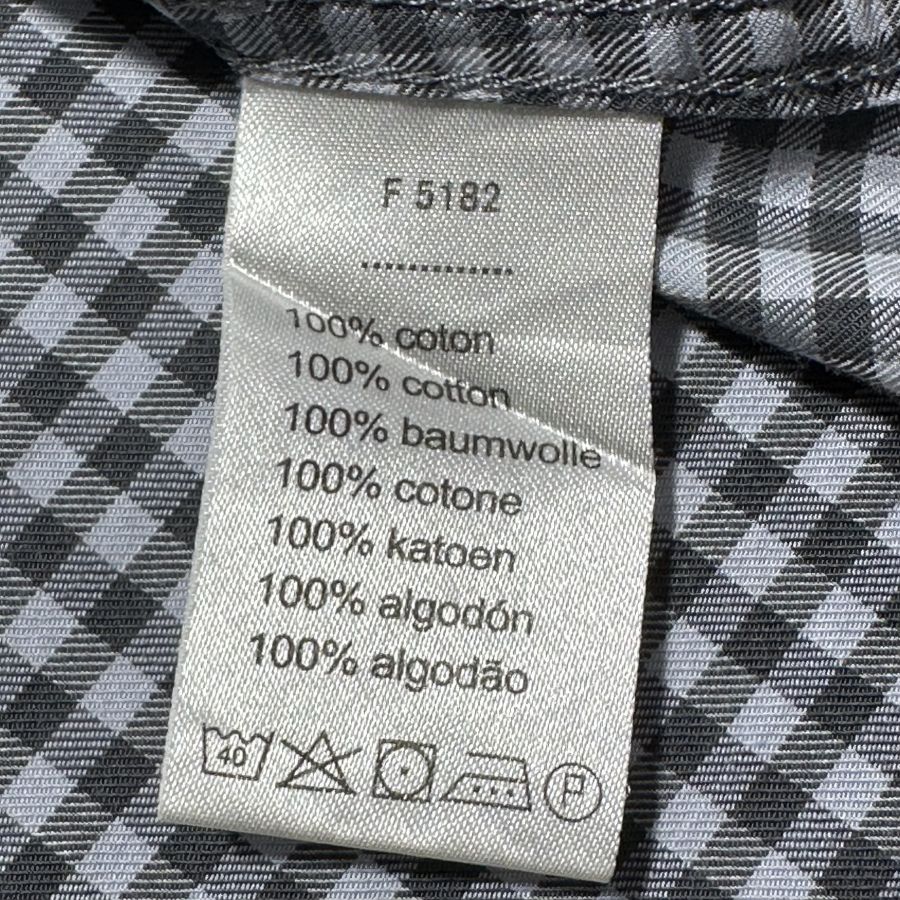 F 5182
100% coton
100% cotton
100% baumwolle
100% cotone
100% katoen
100% algodón
100% algodão
40
P